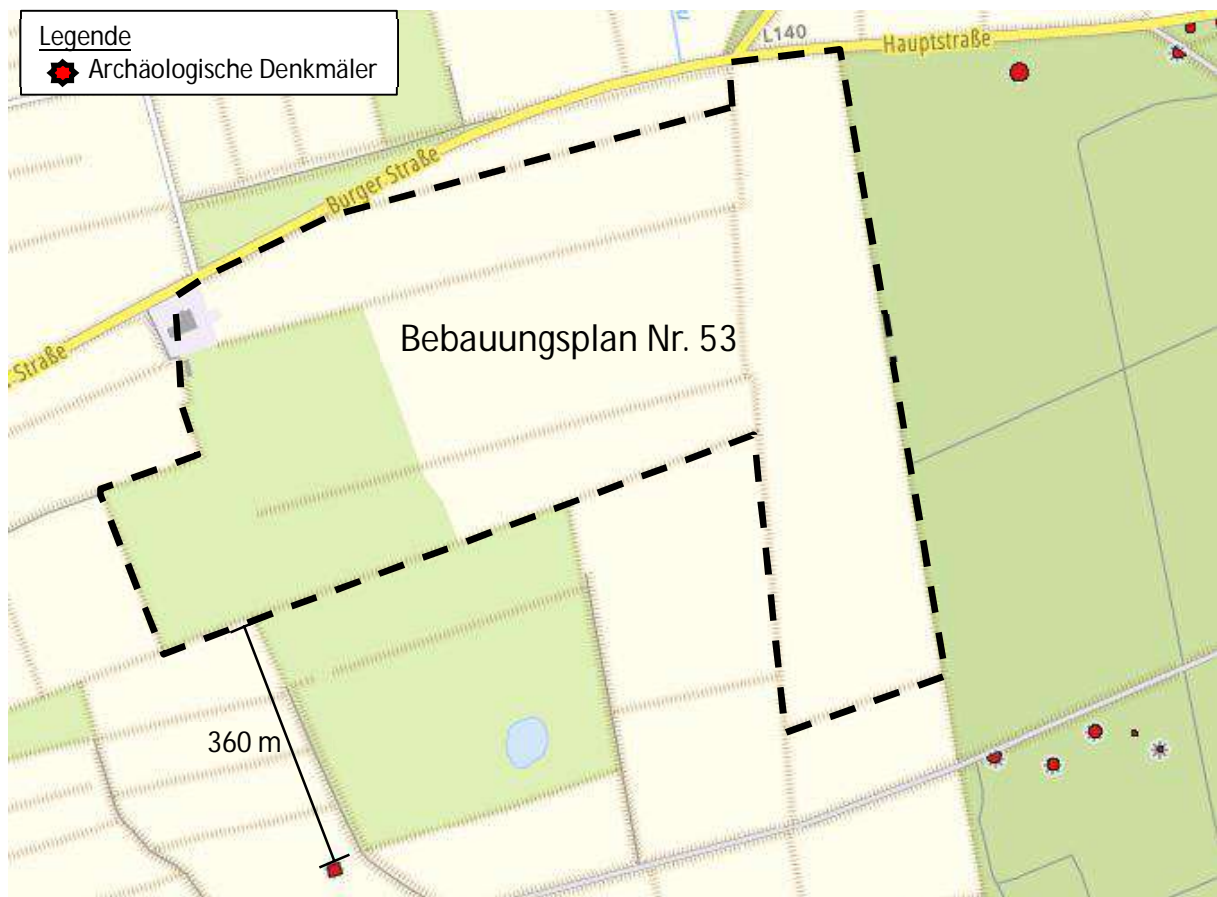 Legende
Archäologische Denkmäler
L140
Hauptstraße
Burger Straße
Straße
Bebauungsplan Nr. 53
360 m